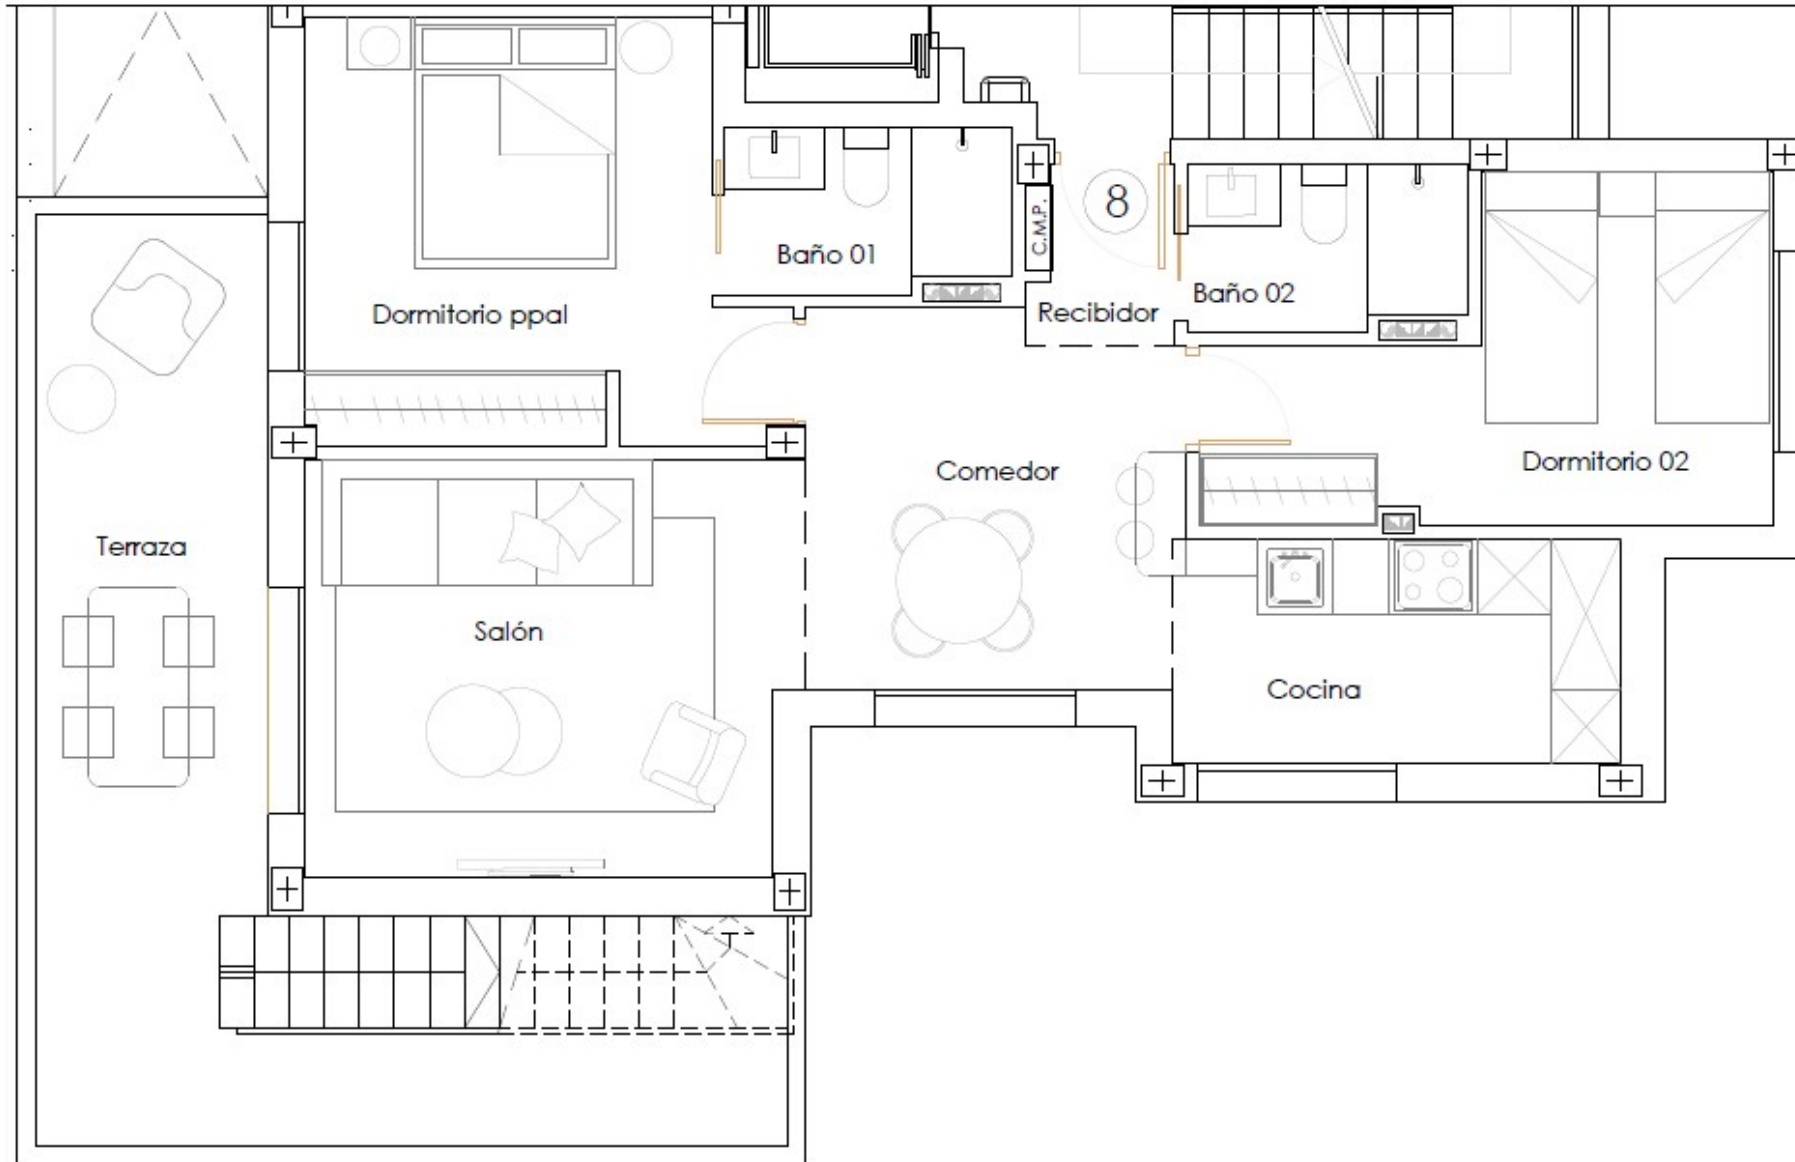 8
C.M.P.
Baño 01
Baño 02
Dormitorio ppal
Recibidor
Comedor
Dormitorio 02
Terraza
Salón
Cocina